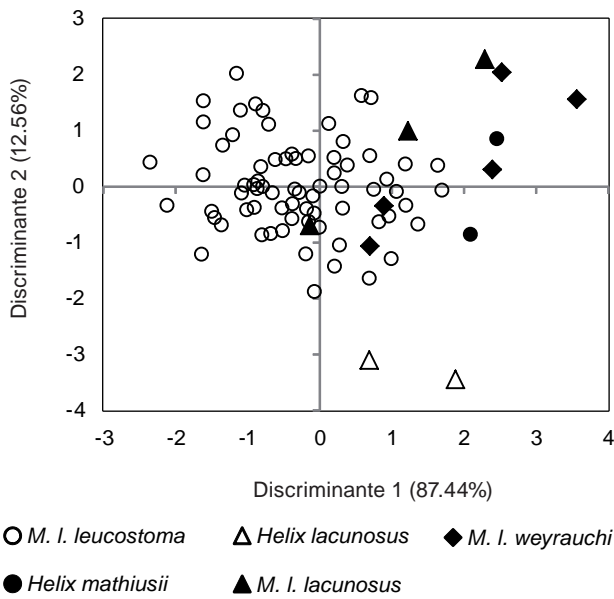 3
2
1
0
-1
-2
-3
-4
Discriminante 2 (12.56%)
-3 -2 -1 0 1 2 3 4
Discriminante 1 (87.44%)
M. l. leucostoma Helix lacunosus M. l. weyrauchi
Helix mathiusii M. l. lacunosus